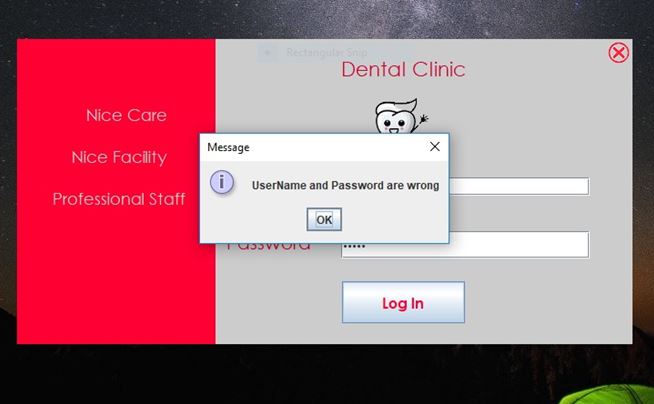 Rectangular Snip
Dental Clinic
Nice Care
Nice Facility
Professional Staff
Message
UserName and Password are wrong
OK
Password
Log In